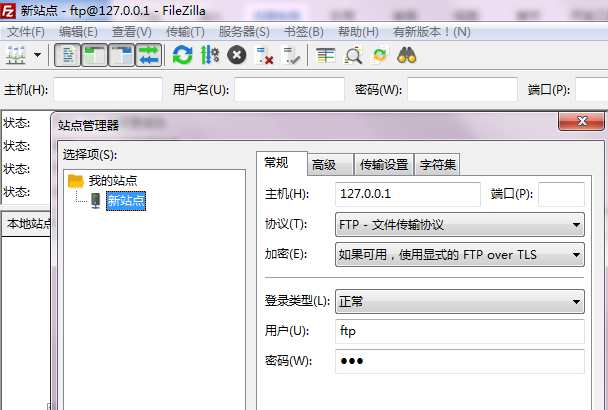 新站点 - ftp@127.0.0.1 - FileZilla
文件(F) 编辑(E) 查看(V) 传输(T) 服务器(S) 书签(B) 帮助(H) 有新版本！(N)
主机(H): 用户名(U): 密码(W): 端口(P):
状态:
状态:
状态:
状态:
本地站点
站点管理器
选择项(S):
我的站点
新站点
常规 高级 传输设置 字符集
主机(H): 127.0.0.1 端口(P):
协议(T): FTP - 文件传输协议
加密(E): 如果可用，使用显式的 FTP over TLS
登录类型(L): 正常
用户(U): ftp
密码(W): ●●●